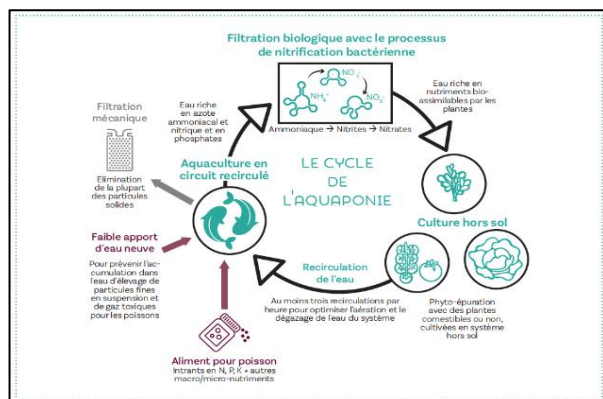 Filtration biologique avec le processus
de nitrification bactérienne
NH₄⁺
NO₂⁻
NO₃⁻
Ammoniaque → Nitrites → Nitrates
Eau riche en
nutriments bio-
assimilables par les
plantes
Filtration
mécanique
Elimination
de la plupart
des particules
solides
Eau riche
en azote
ammoniacal et
nitrique et en
phosphates
Aquaculture en
circuit recirculé
LE CYCLE
DE
L'AQUAPONIE
Culture hors sol
Faible apport
d'eau neuve
Pour prévenir l'ac-
cumulation dans
l'eau d'élevage de
particules fines
en suspension et
de gaz toxiques
pour les poissons
Recirculation
de l'eau
Au moins trois recirculations par
heure pour optimiser l'aération et le
dégazage de l'eau du système
Phyto-épuration
avec des plantes
comestibles ou non,
cultivées en système
hors sol
Aliment pour poisson
Intrants en N, P, K + autres
macro/micro-nutriments